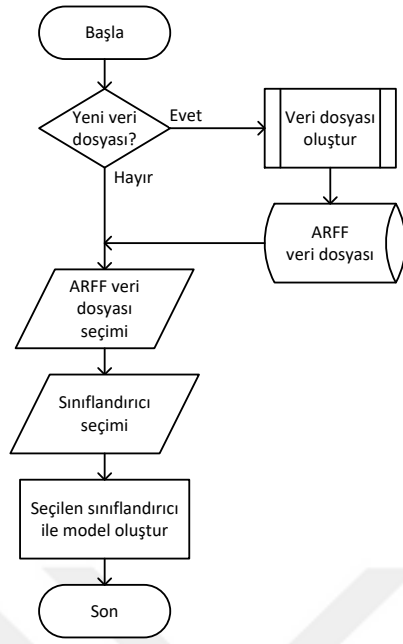 Başla
Yeni veri
dosyası?
Evet
Veri dosyası
oluştur
Hayır
ARFF
veri dosyası
ARFF veri
dosyası
seçimi
Sınıflandırıcı
seçimi
Seçilen sınıflandırıcı
ile model oluştur
Son